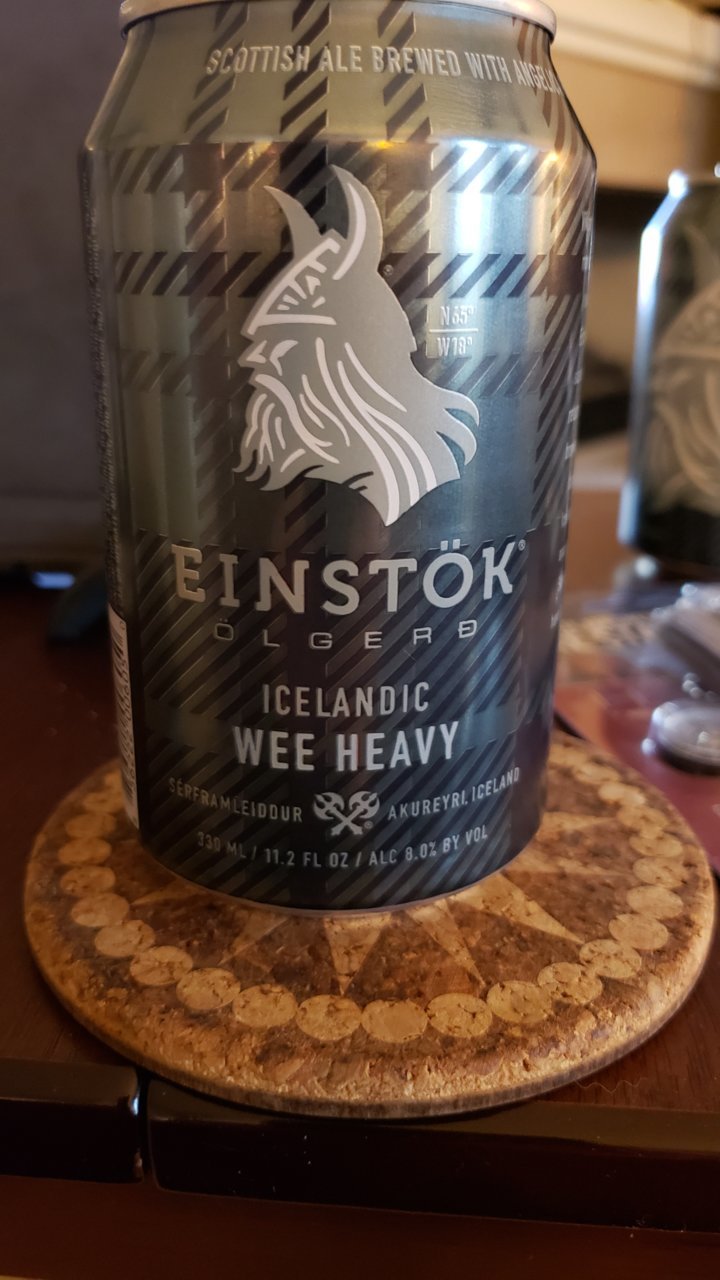 SCOTTISH ALE BREWED WITH
N 65°
W 18°
EINSTÖK®
ÖLGERÐ
ICELANDIC
WEE HEAVY
SÉRFRAMLEIDDUR AKUREYRI, ICELAND
330 ML / 11.2 FL OZ / ALC 8.0% BY VOL